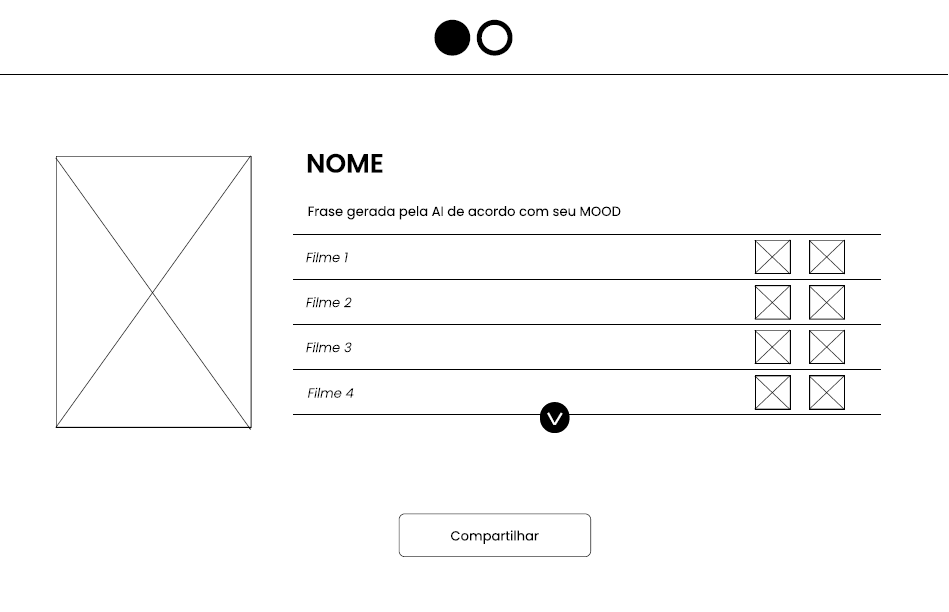 NOME
Frase gerada pela AI de acordo com seu MOOD
Filme 1
Filme 2
Filme 3
Filme 4
Compartilhar